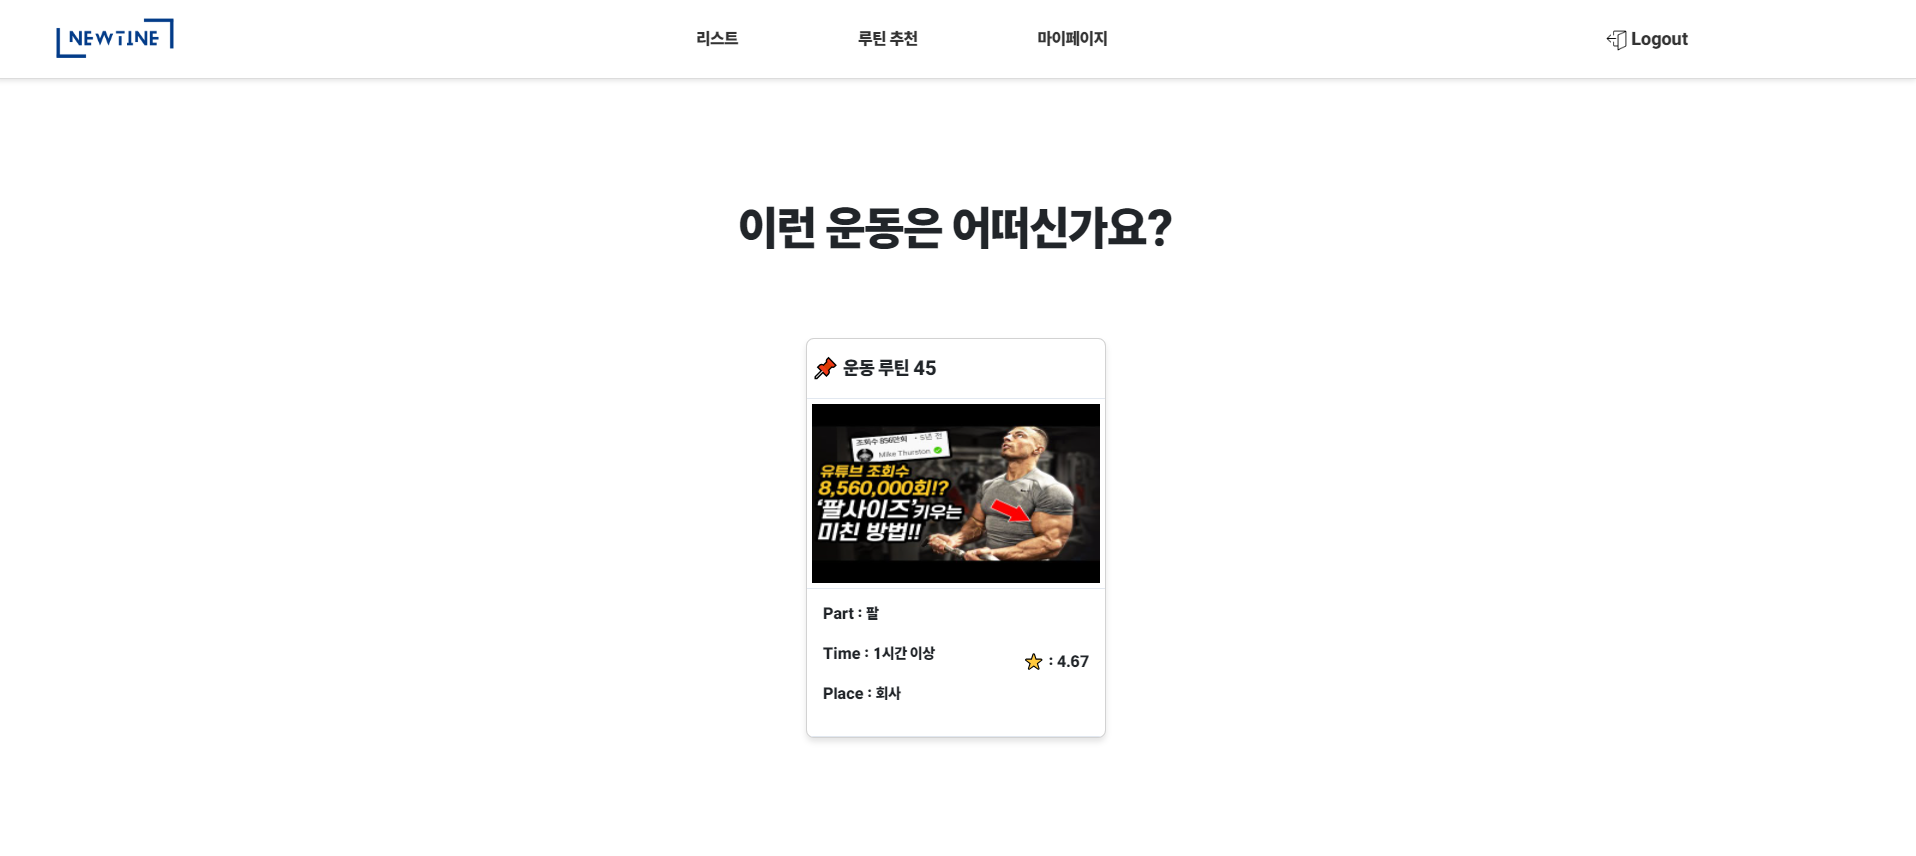 NEWTINE
리스트
루틴 추천
마이페이지
Logout
이런 운동은 어떠신가요?
운동 루틴 45
조회수 856만회 · 5년 전
Mike Thurston
유튜브 조회수
8,560,000회!?
‘팔사이즈’키우는
미친 방법!!
Part : 팔
Time : 1시간 이상
: 4.67
Place : 회사